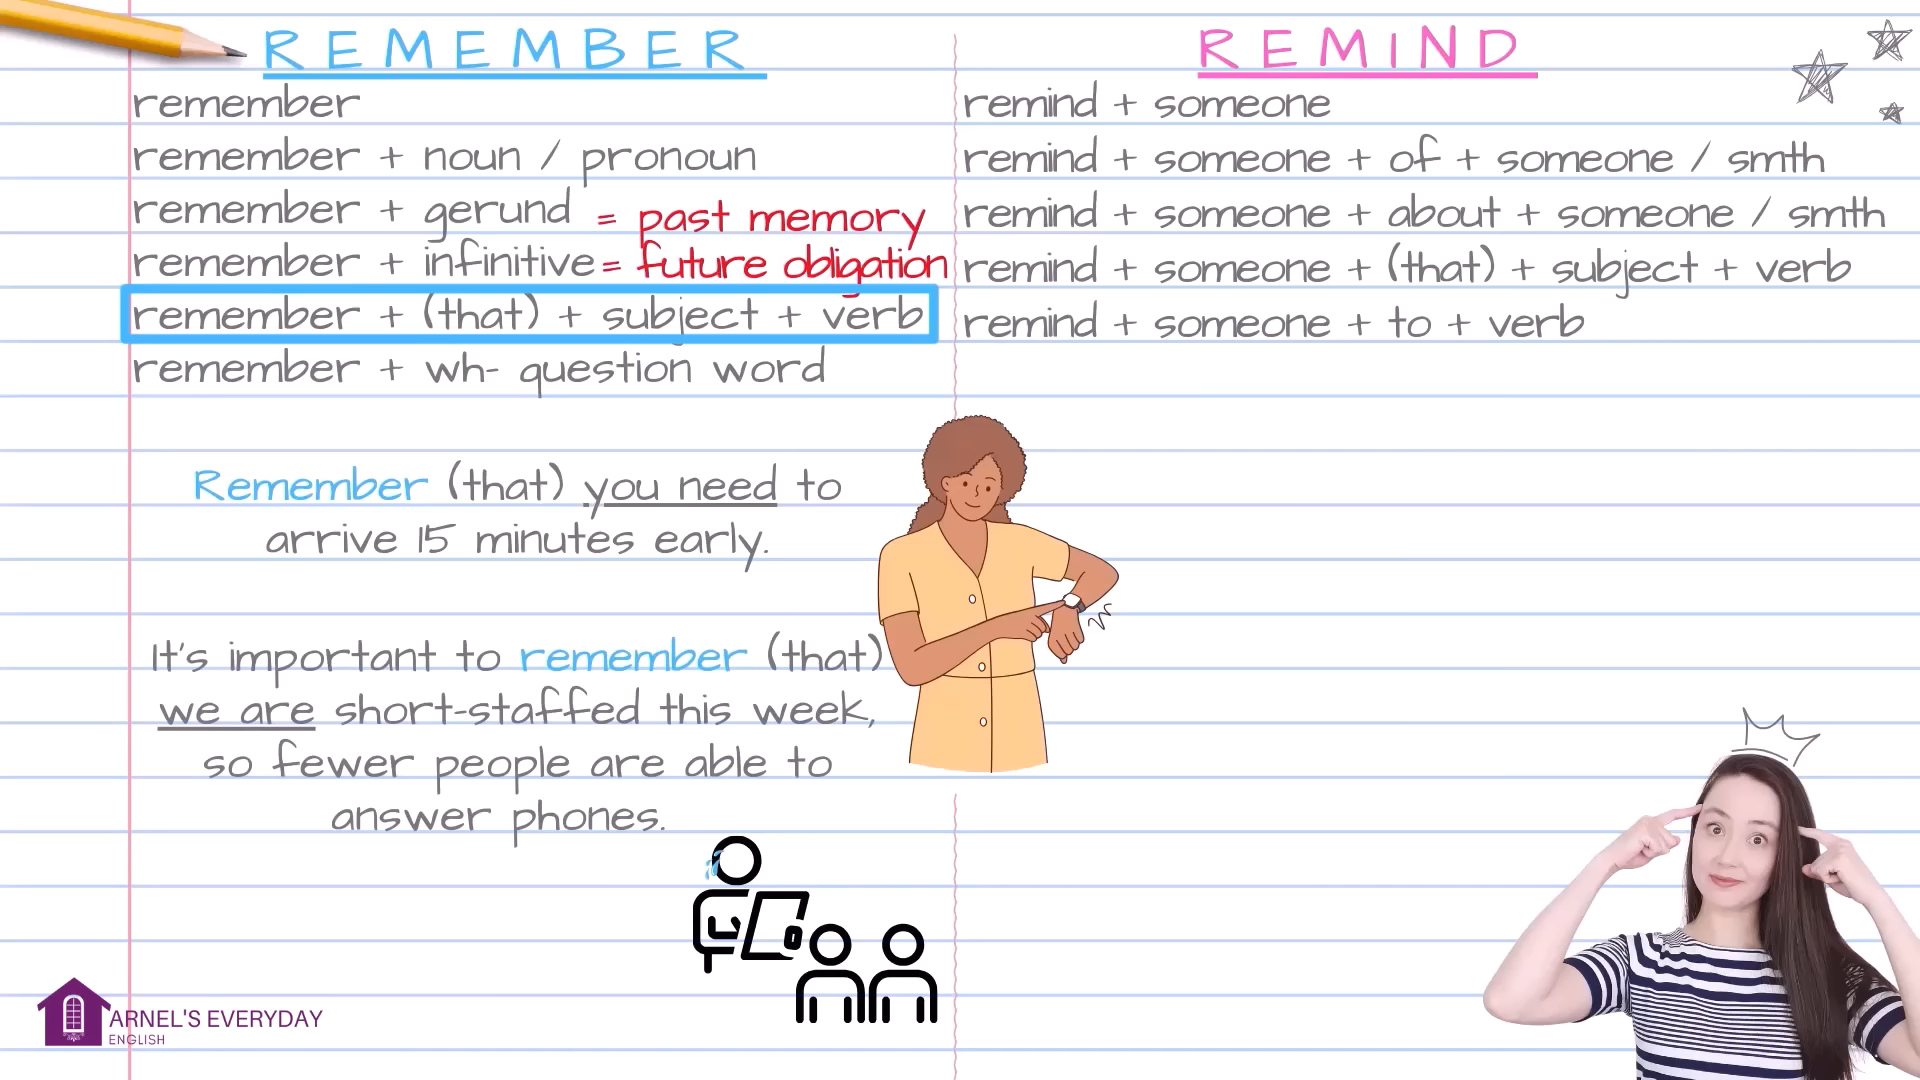 REMEMBER
remember
remember + noun / pronoun
remember + gerund = past memory
remember + infinitive = future obligation
remember + (that) + subject + verb
remember + wh- question word
Remember (that) you need to
arrive 15 minutes early.
It's important to remember (that)
we are short-staffed this week,
so fewer people are able to
answer phones.
REMIND
remind + someone
remind + someone + of + someone / smth
remind + someone + about + someone / smth
remind + someone + (that) + subject + verb
remind + someone + to + verb
ARNEL'S EVERYDAY
ENGLISH